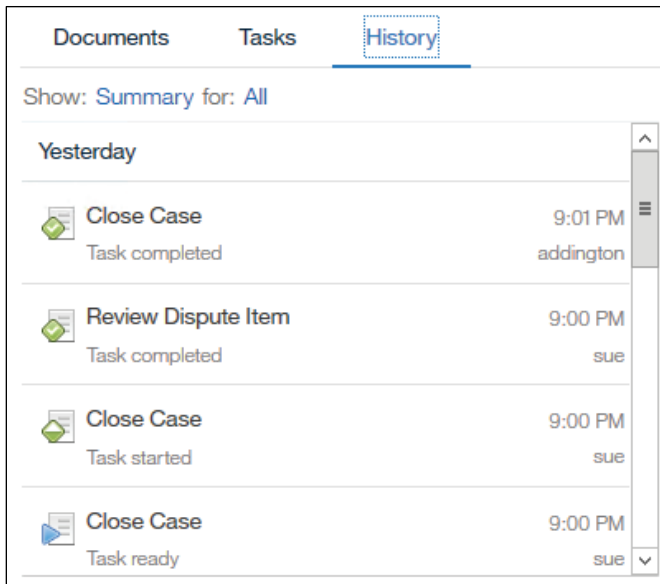 Documents Tasks History
Show: Summary for: All
Yesterday
Close Case 9:01 PM
Task completed addington
Review Dispute Item 9:00 PM
Task completed sue
Close Case 9:00 PM
Task started sue
Close Case 9:00 PM
Task ready sue